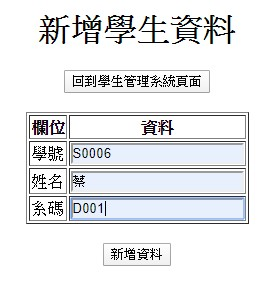 新增學生資料
回到學生管理系統頁面
欄位 資料
學號 S0006
姓名 蔡
系碼 D001
新增資料